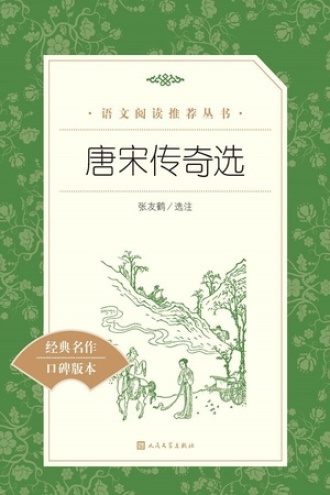 ·语文阅读推荐丛书·
唐宋传奇选
张友鹤／选注
经典名作
口碑版本
人民文学出版社